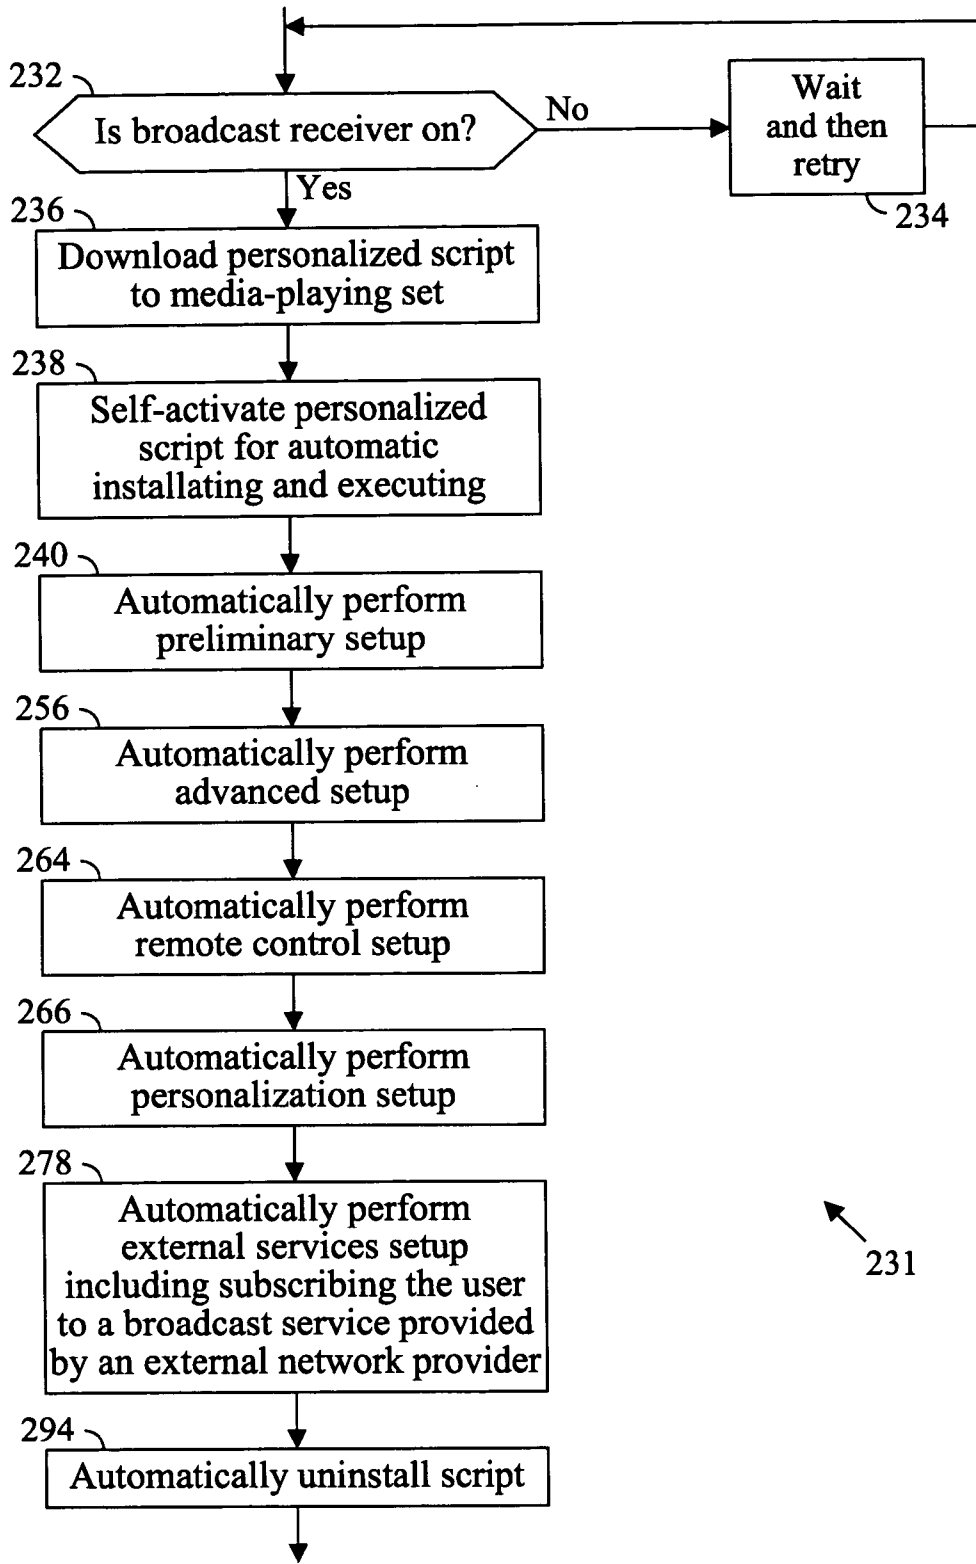 232
Is broadcast receiver on?
No
Wait
and then
retry
234
Yes
236
Download personalized script
to media-playing set
238
Self-activate personalized
script for automatic
installating and executing
240
Automatically perform
preliminary setup
256
Automatically perform
advanced setup
264
Automatically perform
remote control setup
266
Automatically perform
personalization setup
278
Automatically perform
external services setup
including subscribing the user
to a broadcast service provided
by an external network provider
231
294
Automatically uninstall script